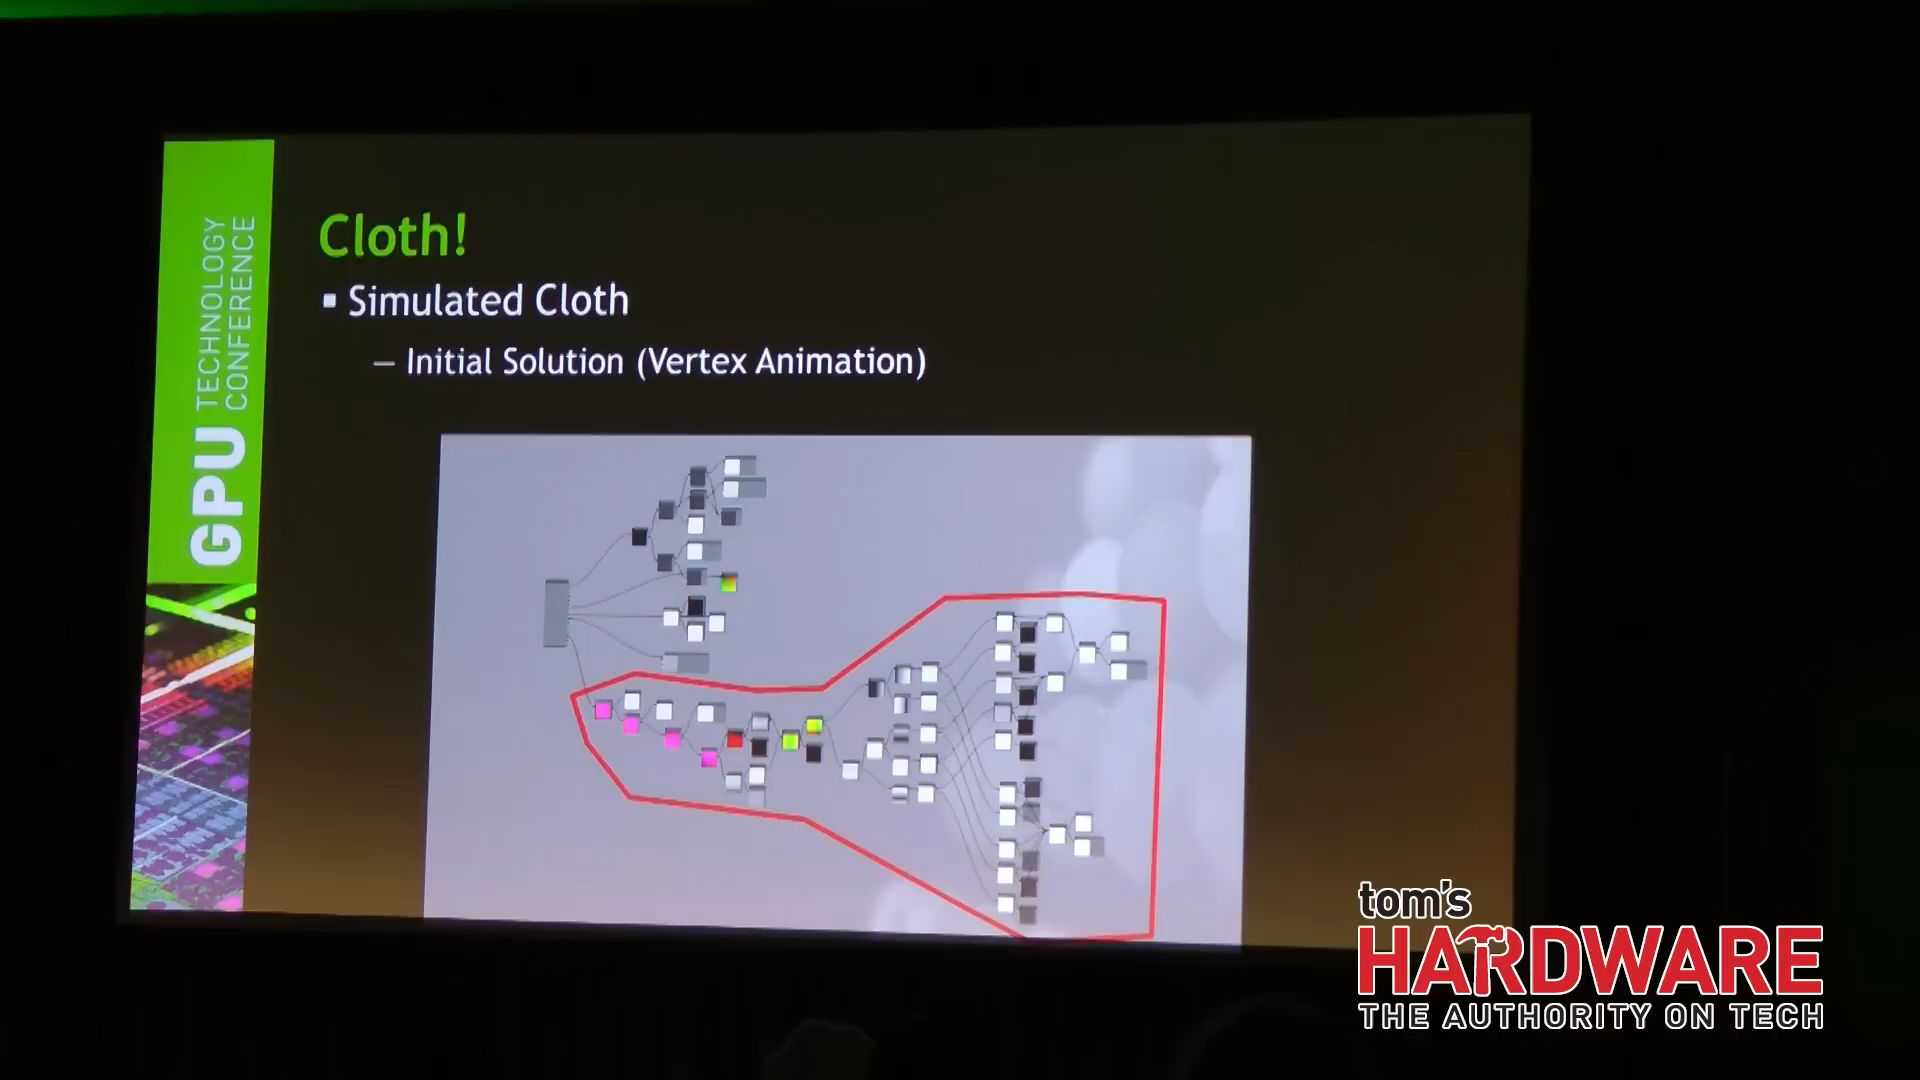 Cloth!
Simulated Cloth
– Initial Solution (Vertex Animation)
GPU TECHNOLOGY
CONFERENCE
tom's
HARDWARE
THE AUTHORITY ON TECH